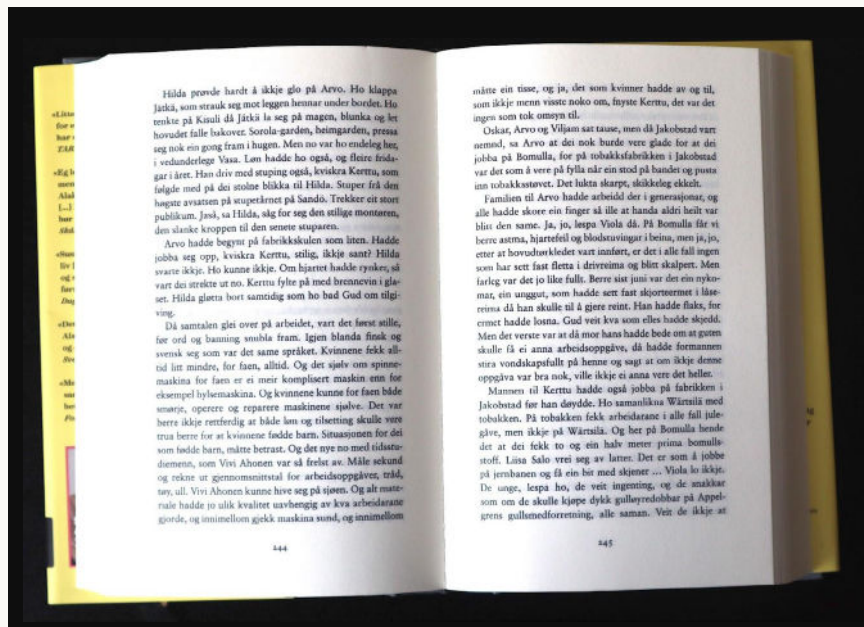 Hilda prøvde hardt å ikkje glo på Arvo. Ho klappa
Jätkä, som strauk seg mot leggen hennar under bordet. Ho
tenkte på Kisuli då Jätkä la seg på magen, blunka og let
hovudet falle bakover. Sorola-garden, heimgarden, pressa
seg nok ein gong fram i hugen. Men no var ho endeleg her,
i vedunderlege Vasa. Løn hadde ho også, og fleire frida-
gar i året. Han driv med stuping også, kviskra Kerttu, som
følgde med på dei stolne blikka til Hilda. Stuper frå den
høgste avsatsen på stupetårnet på Sandö. Trekker eit stort
publikum. Jaså, sa Hilda, såg for seg den stilige montøren,
den slanke kroppen til den senete stuparen.
Arvo hadde begynt på fabrikkskulen som liten. Hadde
jobba seg opp, kviskra Kerttu, stilig, ikkje sant? Hilda
svarte ikkje. Ho kunne ikkje. Om hjartet hadde rynker, så
vart dei strekte ut no. Kerttu fylte på med brennevin i gla-
set. Hilda gløtta bort samtidig som ho bad Gud om tilgi-
ving.
Då samtalen glei over på arbeidet, vart det først stille,
før ord og banning snubla fram. Igjen blanda finsk og
svensk seg som var det same språket. Kvinnene fekk all-
tid litt mindre, for faen, alltid. Og det sjølv om spinne-
maskina for faen er ei meir komplisert maskin enn for
eksempel hylsemaskina. Og kvinnene kunne for faen både
smørje, operere og reparere maskinene sjølve. Det var
berre ikkje rettferdig at både løn og tilsetting skulle vere
trua berre for at kvinnene fødde barn. Situasjonen for dei
som fødde barn, måtte betrast. Og det nye no med tidsstu-
diemenn, som Vivi Ahonen var så frelst av. Måle sekund
og rekne ut gjennomsnittstal for arbeidsoppgåver, tråd,
tøy, ull. Vivi Ahonen kunne hive seg på sjøen. Og alt mate-
riale hadde jo ulik kvalitet uavhengig av kva arbeidarane
gjorde, og innimellom gjekk maskina sund, og innimellom
244
måtte ein tisse, og ja, det som kvinner hadde av og til,
som ikkje menn visste noko om, fnyste Kerttu, det var det
ingen som tok omsyn til.
Oskar, Arvo og Viljam sat tause, men då Jakobstad vart
nemnd, sa Arvo at dei nok burde vere glade for at dei
jobba på Bomulla, for på tobakksfabrikken i Jakobstad
var det som å vere på fylla når ein stod på bandet og pusta
inn tobakksstøvet. Det lukta skarpt, skikkeleg ekkelt.
Familien til Arvo hadde arbeidd der i generasjonar, og
alle hadde skore ein finger så ille at handa aldri heilt var
blitt den same. Ja, jo, lespa Viola då. På Bomulla får vi
berre astma, hjartefeil og blodstuvingar i beina, men ja, jo,
etter at hovudtørkledet vart innført, er det i alle fall ingen
som har sett fast fletta i drivreima og blitt skalpert. Men
farleg var det jo like fullt. Berre sist juni var det ein nyko-
mar, ein unggut, som hadde sett fast skjorteermet i låse-
reima då han skulle til å gjere reint. Han hadde flaks, for
ermet hadde losna. Gud veit kva som elles hadde skjedd.
Men det verste var at då mor hans hadde bede om at guten
skulle få ei anna arbeidsoppgåve, då hadde formannen
stira vondskapsfullt på henne og sagt at om ikkje denne
oppgåva var bra nok, ville ikkje ei anna vere det heller.
Mannen til Kerttu hadde også jobba på fabrikken i
Jakobstad før han døydde. Ho samanlikna Wärtsilä med
tobakken. På tobakken fekk arbeidarane i alle fall jule-
gåve, men ikkje på Wärtsilä. Og her på Bomulla hende
det at dei fekk to og ein halv meter prima bomulls-
stoff. Liisa Salo vrei seg av latter. Det er som å jobbe
på jernbanen og få ein bit med skjener ... Viola lo ikkje.
De unge, lespa ho, de veit ingenting, og de snakkar
som om de skulle kjøpe dykk gulløyredobbar på Appel-
grens gullsmedforretning, alle saman. Veit de ikkje at
245